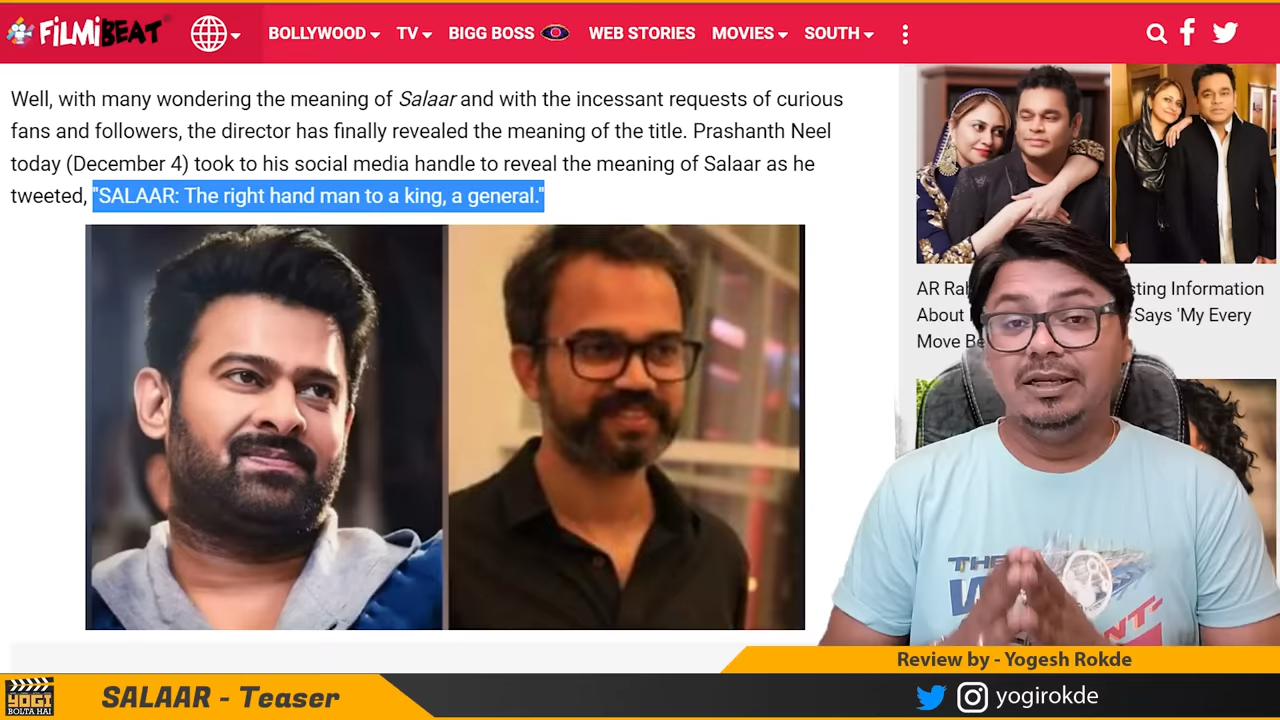 FiLMiBEAT
BOLLYWOOD TV BIGG BOSS WEB STORIES MOVIES SOUTH
Well, with many wondering the meaning of Salaar and with the incessant requests of curious
fans and followers, the director has finally revealed the meaning of the title. Prashanth Neel
today (December 4) took to his social media handle to reveal the meaning of Salaar as he
tweeted, "SALAAR: The right hand man to a king, a general."
AR sting Information
About Says 'My Every
Move
THE
Review by - Yogesh Rokde
YOGI
BOLTA HAI
SALAAR - Teaser
yogirokde